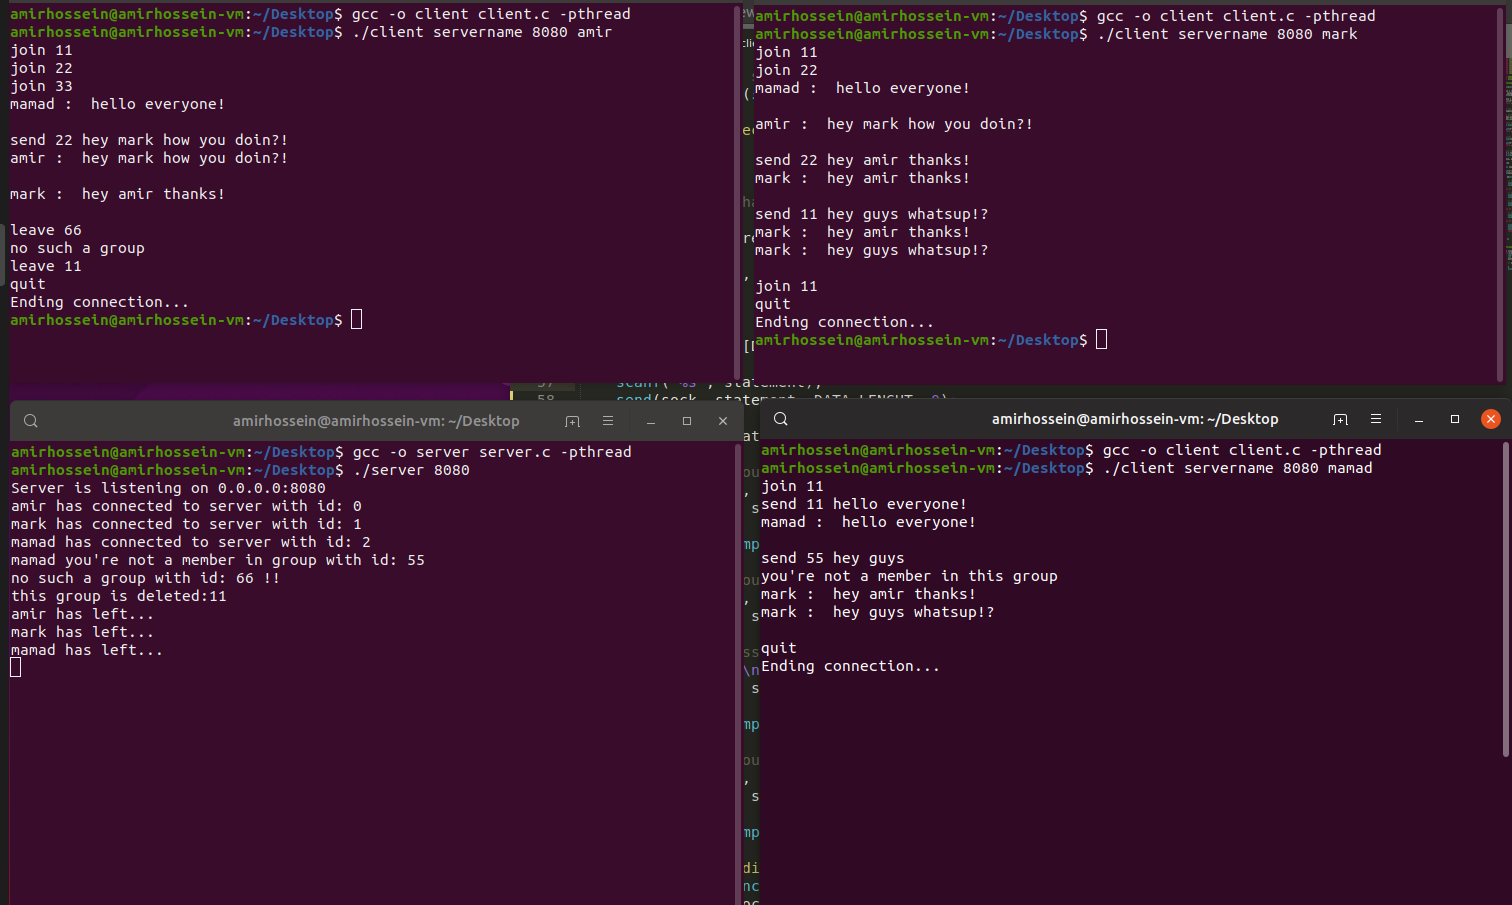 amirhossein@amirhossein-vm:~/Desktop$ gcc -o client client.c -pthread
amirhossein@amirhossein-vm:~/Desktop$ ./client servername 8080 amir
join 11
join 22
join 33
mamad :  hello everyone!
send 22 hey mark how you doin?!
amir :  hey mark how you doin?!
mark :  hey amir thanks!
leave 66
no such a group
leave 11
quit
Ending connection...
amirhossein@amirhossein-vm:~/Desktop$
amirhossein@amirhossein-vm:~/Desktop$ gcc -o client client.c -pthread
amirhossein@amirhossein-vm:~/Desktop$ ./client servername 8080 mark
join 11
join 22
mamad :  hello everyone!
amir :  hey mark how you doin?!
send 22 hey amir thanks!
mark :  hey amir thanks!
send 11 hey guys whatsup!?
mark :  hey amir thanks!
mark :  hey guys whatsup!?
join 11
quit
Ending connection...
amirhossein@amirhossein-vm:~/Desktop$
58 send(sock, statement, DATA_LENGHT, 0);
amirhossein@amirhossein-vm: ~/Desktop
amirhossein@amirhossein-vm:~/Desktop$ gcc -o server server.c -pthread
amirhossein@amirhossein-vm:~/Desktop$ ./server 8080
Server is listening on 0.0.0.0:8080
amir has connected to server with id: 0
mark has connected to server with id: 1
mamad has connected to server with id: 2
mamad you're not a member in group with id: 55
no such a group with id: 66 !!
this group is deleted:11
amir has left...
mark has left...
mamad has left...
amirhossein@amirhossein-vm: ~/Desktop
amirhossein@amirhossein-vm:~/Desktop$ gcc -o client client.c -pthread
amirhossein@amirhossein-vm:~/Desktop$ ./client servername 8080 mamad
join 11
send 11 hello everyone!
mamad :  hello everyone!
send 55 hey guys
you're not a member in this group
mark :  hey amir thanks!
mark :  hey guys whatsup!?
quit
Ending connection...